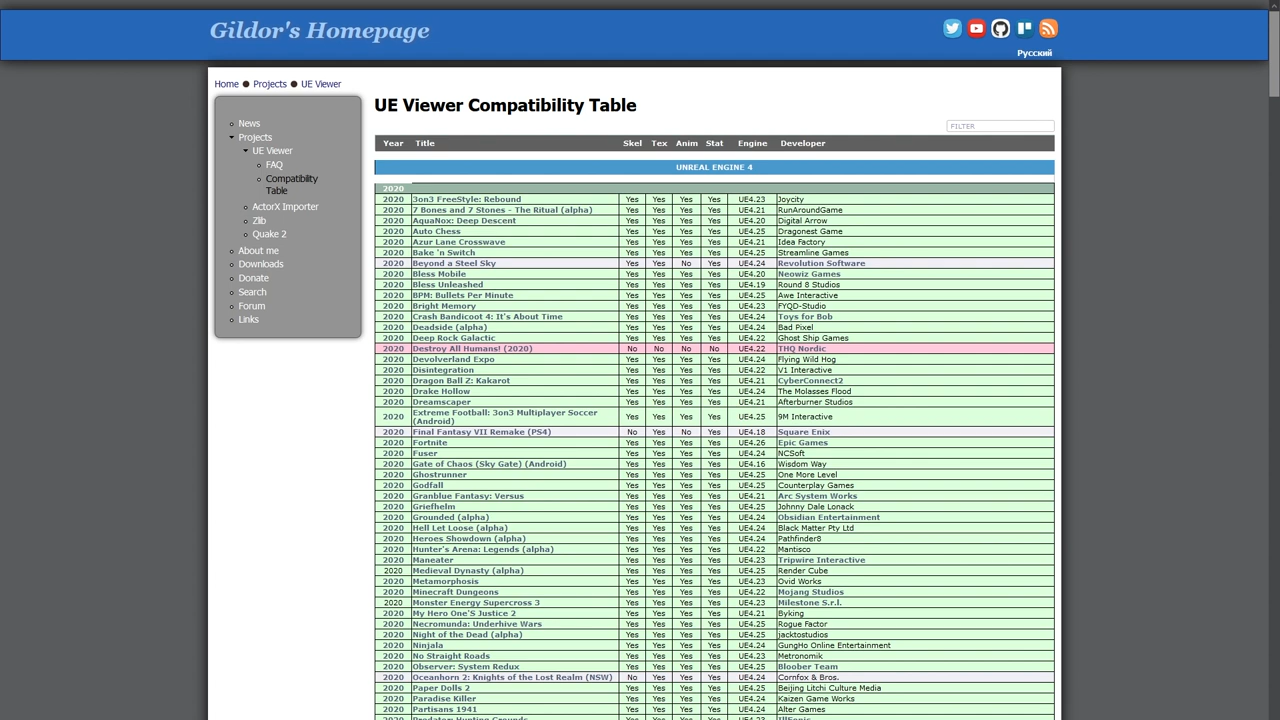 Gildor's Homepage
Русский
Home ● Projects ● UE Viewer
News
Projects
UE Viewer
FAQ
Compatibility
Table
ActorX Importer
Zlib
Quake 2
About me
Downloads
Donate
Search
Forum
Links
UE Viewer Compatibility Table
FILTER
Year Title Skel Tex Anim Stat Engine Developer
UNREAL ENGINE 4
2020
2020 3on3 FreeStyle: Rebound Yes Yes Yes Yes UE4.23 Joycity
2020 7 Bones and 7 Stones - The Ritual (alpha) Yes Yes Yes Yes UE4.21 RunAroundGame
2020 AquaNox: Deep Descent Yes Yes Yes Yes UE4.20 Digital Arrow
2020 Auto Chess Yes Yes Yes Yes UE4.25 Dragonest Game
2020 Azur Lane Crosswave Yes Yes Yes Yes UE4.21 Idea Factory
2020 Bake 'n Switch Yes Yes Yes Yes UE4.25 Streamline Games
2020 Beyond a Steel Sky Yes Yes No Yes UE4.24 Revolution Software
2020 Bless Mobile Yes Yes Yes Yes UE4.20 Neowiz Games
2020 Bless Unleashed Yes Yes Yes Yes UE4.19 Round 8 Studios
2020 BPM: Bullets Per Minute Yes Yes Yes Yes UE4.25 Awe Interactive
2020 Bright Memory Yes Yes Yes Yes UE4.23 FYQD-Studio
2020 Crash Bandicoot 4: It's About Time Yes Yes Yes Yes UE4.24 Toys for Bob
2020 Deadside (alpha) Yes Yes Yes Yes UE4.24 Bad Pixel
2020 Deep Rock Galactic Yes Yes Yes Yes UE4.22 Ghost Ship Games
2020 Destroy All Humans! (2020) No No No No UE4.22 THQ Nordic
2020 Devolverland Expo Yes Yes Yes Yes UE4.24 Flying Wild Hog
2020 Disintegration Yes Yes Yes Yes UE4.22 V1 Interactive
2020 Dragon Ball Z: Kakarot Yes Yes Yes Yes UE4.21 CyberConnect2
2020 Drake Hollow Yes Yes Yes Yes UE4.24 The Molasses Flood
2020 Dreamscaper Yes Yes Yes Yes UE4.21 Afterburner Studios
2020 Extreme Football: 3on3 Multiplayer Soccer
(Android) Yes Yes Yes Yes UE4.25 9M Interactive
2020 Final Fantasy VII Remake (PS4) No Yes No Yes UE4.18 Square Enix
2020 Fortnite Yes Yes Yes Yes UE4.26 Epic Games
2020 Fuser Yes Yes Yes Yes UE4.24 NCSoft
2020 Gate of Chaos (Sky Gate) (Android) Yes Yes Yes Yes UE4.16 Wisdom Way
2020 Ghostrunner Yes Yes Yes Yes UE4.25 One More Level
2020 Godfall Yes Yes Yes Yes UE4.25 Counterplay Games
2020 Granblue Fantasy: Versus Yes Yes Yes Yes UE4.21 Arc System Works
2020 Griefhelm Yes Yes Yes Yes UE4.25 Johnny Dale Lonack
2020 Grounded (alpha) Yes Yes Yes Yes UE4.24 Obsidian Entertainment
2020 Hell Let Loose (alpha) Yes Yes Yes Yes UE4.24 Black Matter Pty Ltd
2020 Heroes Showdown (alpha) Yes Yes Yes Yes UE4.24 Pathfinder8
2020 Hunter's Arena: Legends (alpha) Yes Yes Yes Yes UE4.22 Mantisco
2020 Maneater Yes Yes Yes Yes UE4.23 Tripwire Interactive
2020 Medieval Dynasty (alpha) Yes Yes Yes Yes UE4.25 Render Cube
2020 Metamorphosis Yes Yes Yes Yes UE4.23 Ovid Works
2020 Minecraft Dungeons Yes Yes Yes Yes UE4.22 Mojang Studios
2020 Monster Energy Supercross 3 Yes Yes Yes Yes UE4.23 Milestone S.r.l.
2020 My Hero One'S Justice 2 Yes Yes Yes Yes UE4.21 Byking
2020 Necromunda: Underhive Wars Yes Yes Yes Yes UE4.25 Rogue Factor
2020 Night of the Dead (alpha) Yes Yes Yes Yes UE4.25 jacktostudios
2020 Ninjala Yes Yes Yes Yes UE4.24 GungHo Online Entertainment
2020 No Straight Roads Yes Yes Yes Yes UE4.23 Metronomik
2020 Observer: System Redux Yes Yes Yes Yes UE4.25 Bloober Team
2020 Oceanhorn 2: Knights of the Lost Realm (NSW) No Yes Yes Yes UE4.24 Cornfox & Bros.
2020 Paper Dolls 2 Yes Yes Yes Yes UE4.25 Beijing Litchi Culture Media
2020 Paradise Killer Yes Yes Yes Yes UE4.24 Kaizen Game Works
2020 Partisans 1941 Yes Yes Yes Yes UE4.24 Alter Games
2020 Predator: Hunting Grounds Yes Yes Yes Yes UE4.23 IllFonic